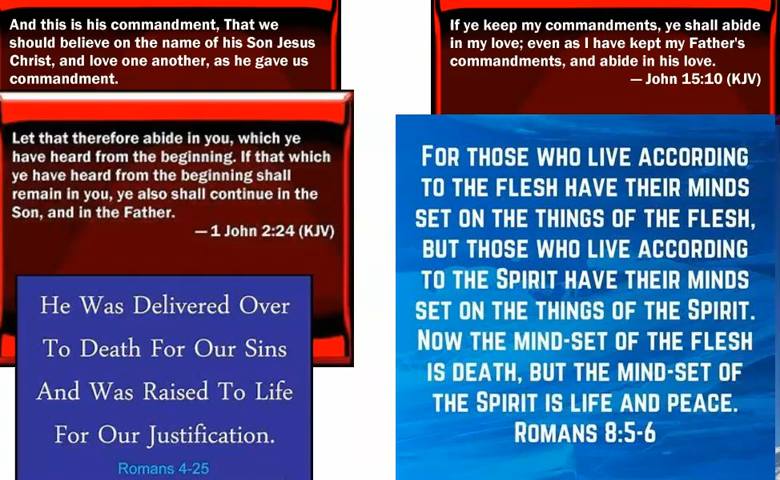 And this is his commandment, That we
should believe on the name of his Son Jesus
Christ, and love one another, as he gave us
commandment.
Let that therefore abide in you, which ye
have heard from the beginning. If that which
ye have heard from the beginning shall
remain in you, ye also shall continue in the
Son, and in the Father.
— 1 John 2:24 (KJV)
He Was Delivered Over
To Death For Our Sins
And Was Raised To Life
For Our Justification.
Romans 4-25
If ye keep my commandments, ye shall abide
in my love; even as I have kept my Father's
commandments, and abide in his love.
— John 15:10 (KJV)
For those who live according
to the flesh have their minds
set on the things of the flesh,
but those who live according
to the Spirit have their minds
set on the things of the Spirit.
Now the mind-set of the flesh
is death, but the mind-set of
the Spirit is life and peace.
Romans 8:5-6